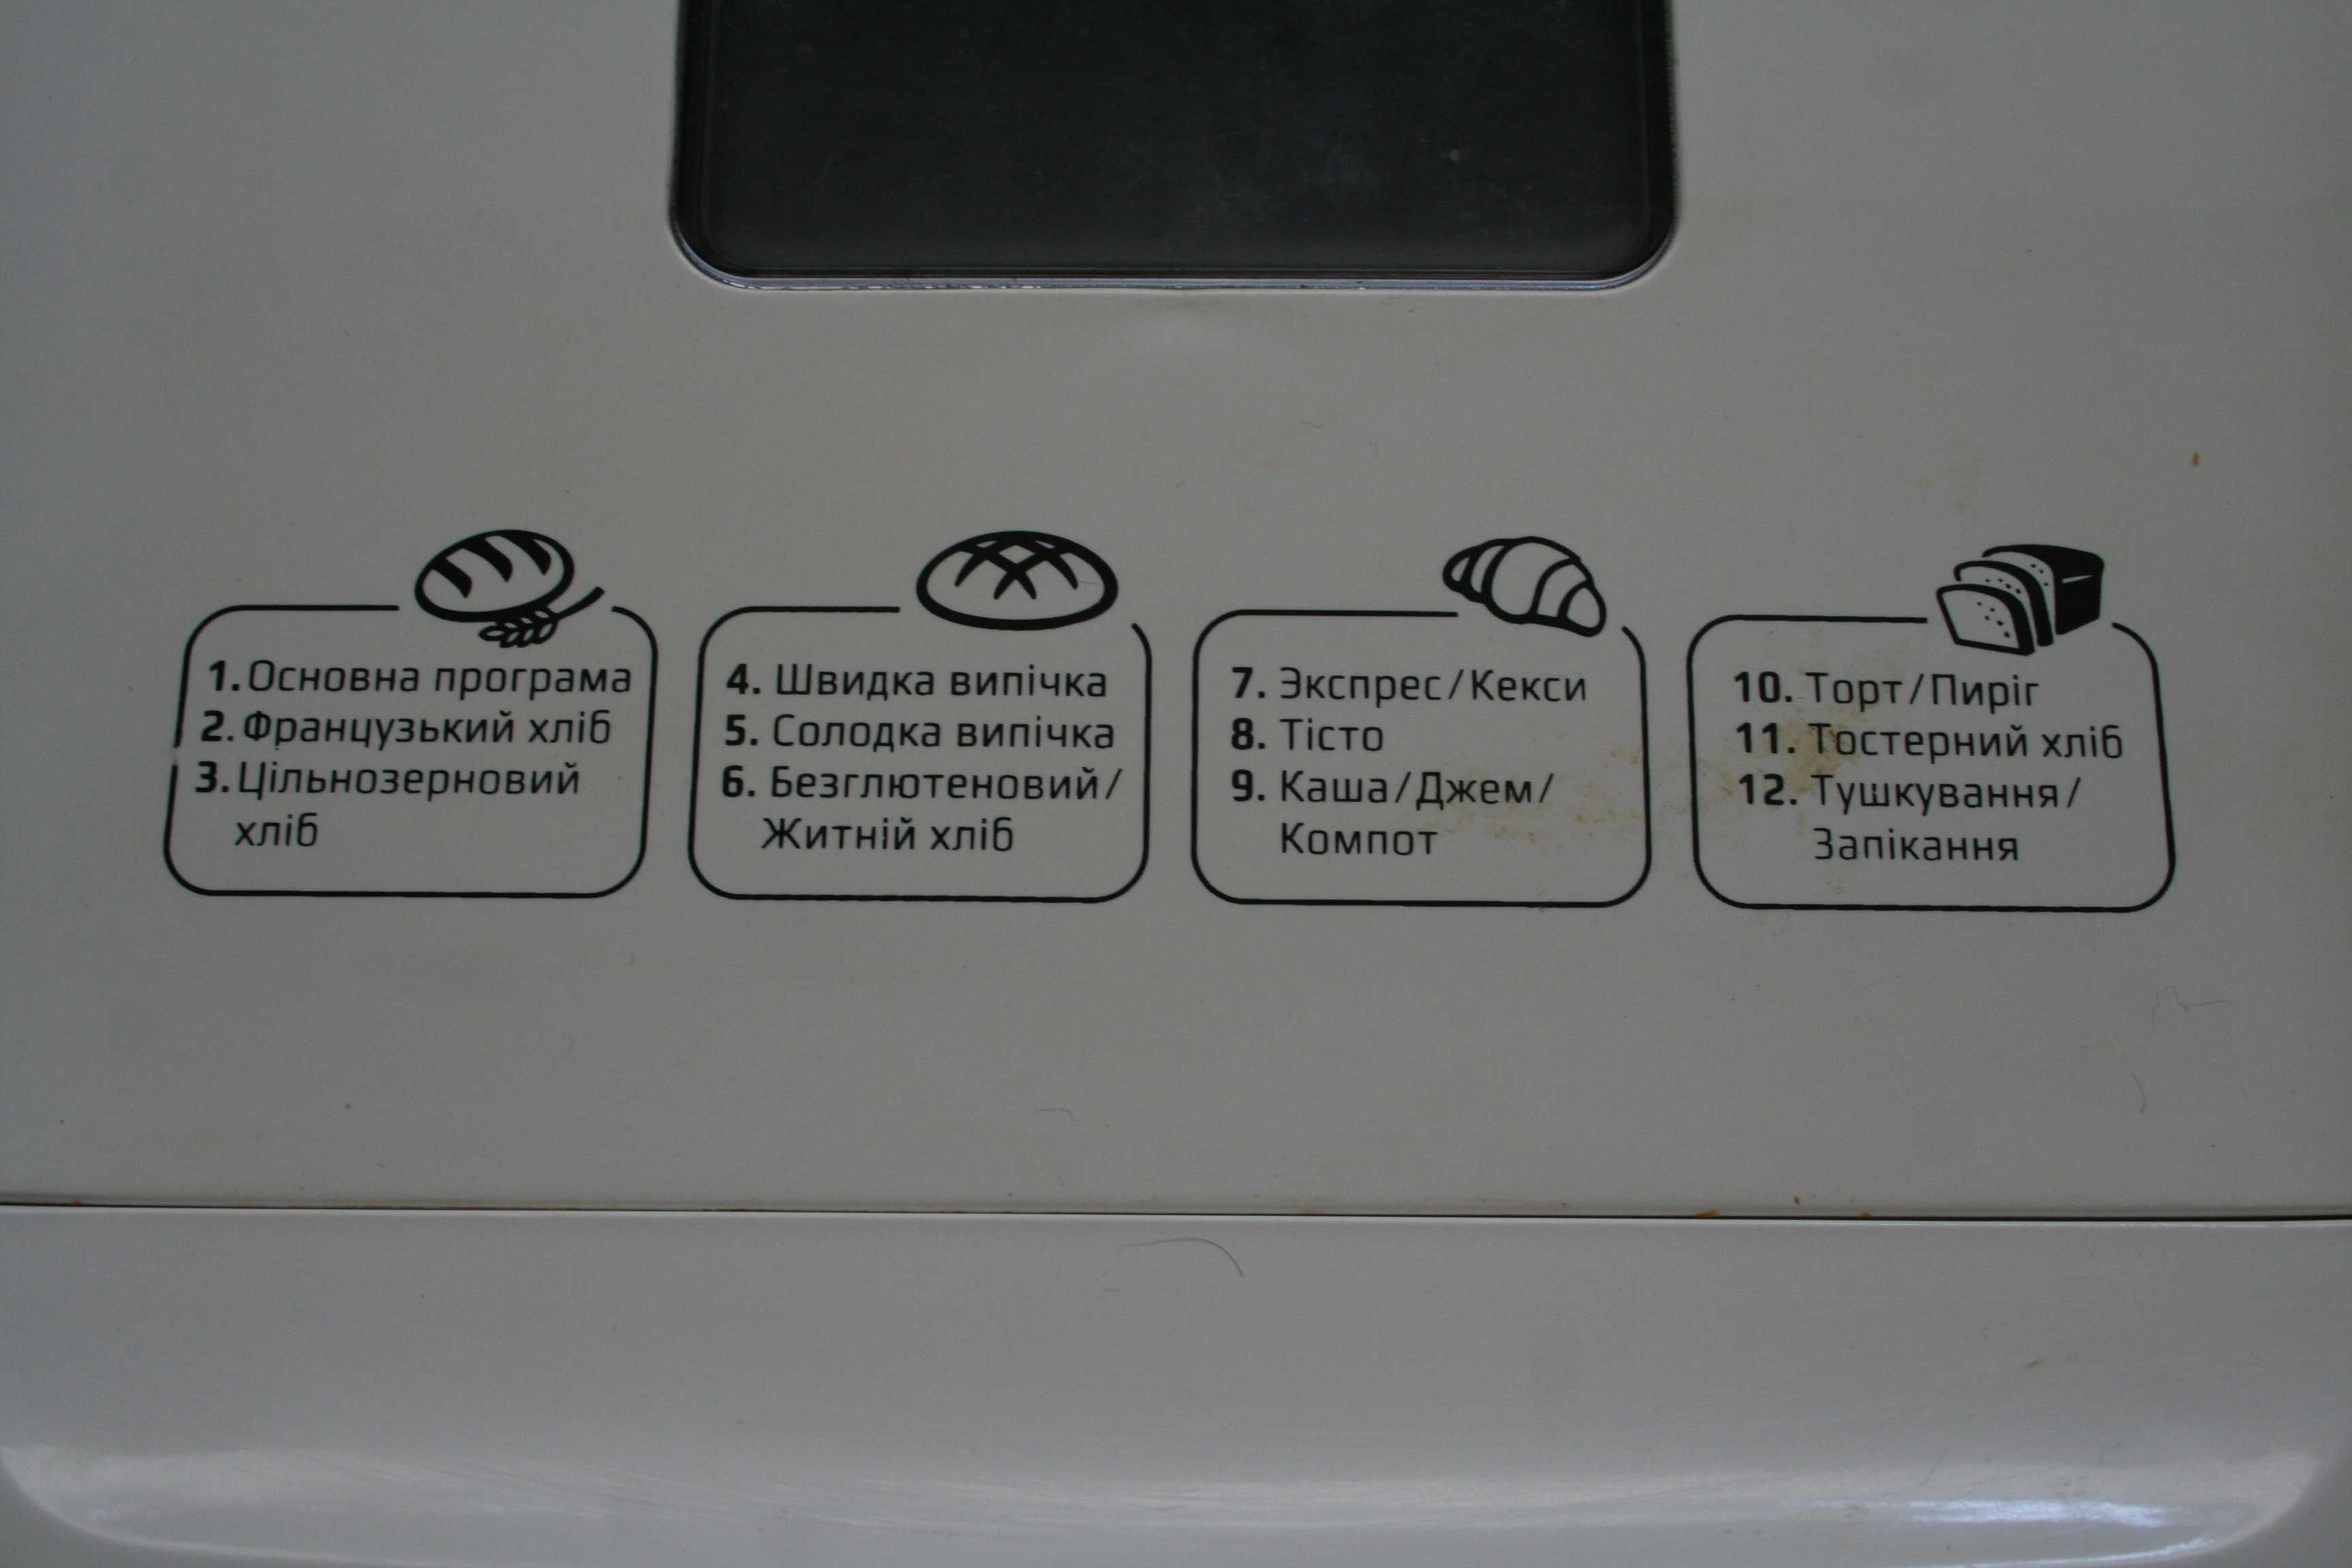 1. Основна програма
2. Французький хліб
3. Цільнозерновий
хліб
4. Швидка випічка
5. Солодка випічка
6. Безглютеновий/
Житній хліб
7. Экспрес/Кекси
8. Тісто
9. Каша/Джем/
Компот
10. Торт/Пиріг
11. Тостерний хліб
12. Тушкування/
Запікання